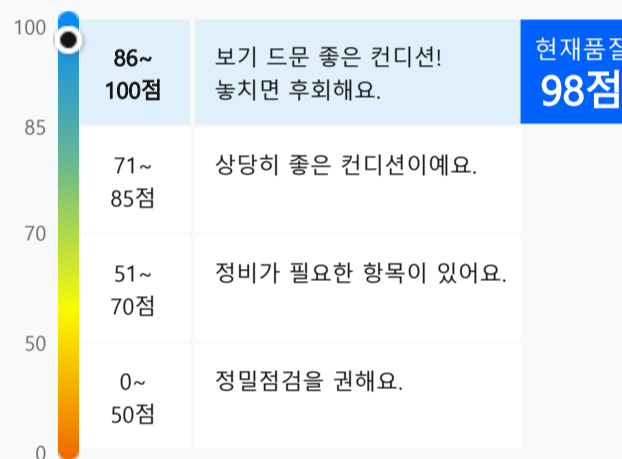 100
86~
100점
보기 드문 좋은 컨디션!
놓치면 후회해요.
현재품질
98점
85
71~
85점
상당히 좋은 컨디션이예요.
70
51~
70점
정비가 필요한 항목이 있어요.
50
0~
50점
정밀점검을 권해요.
0